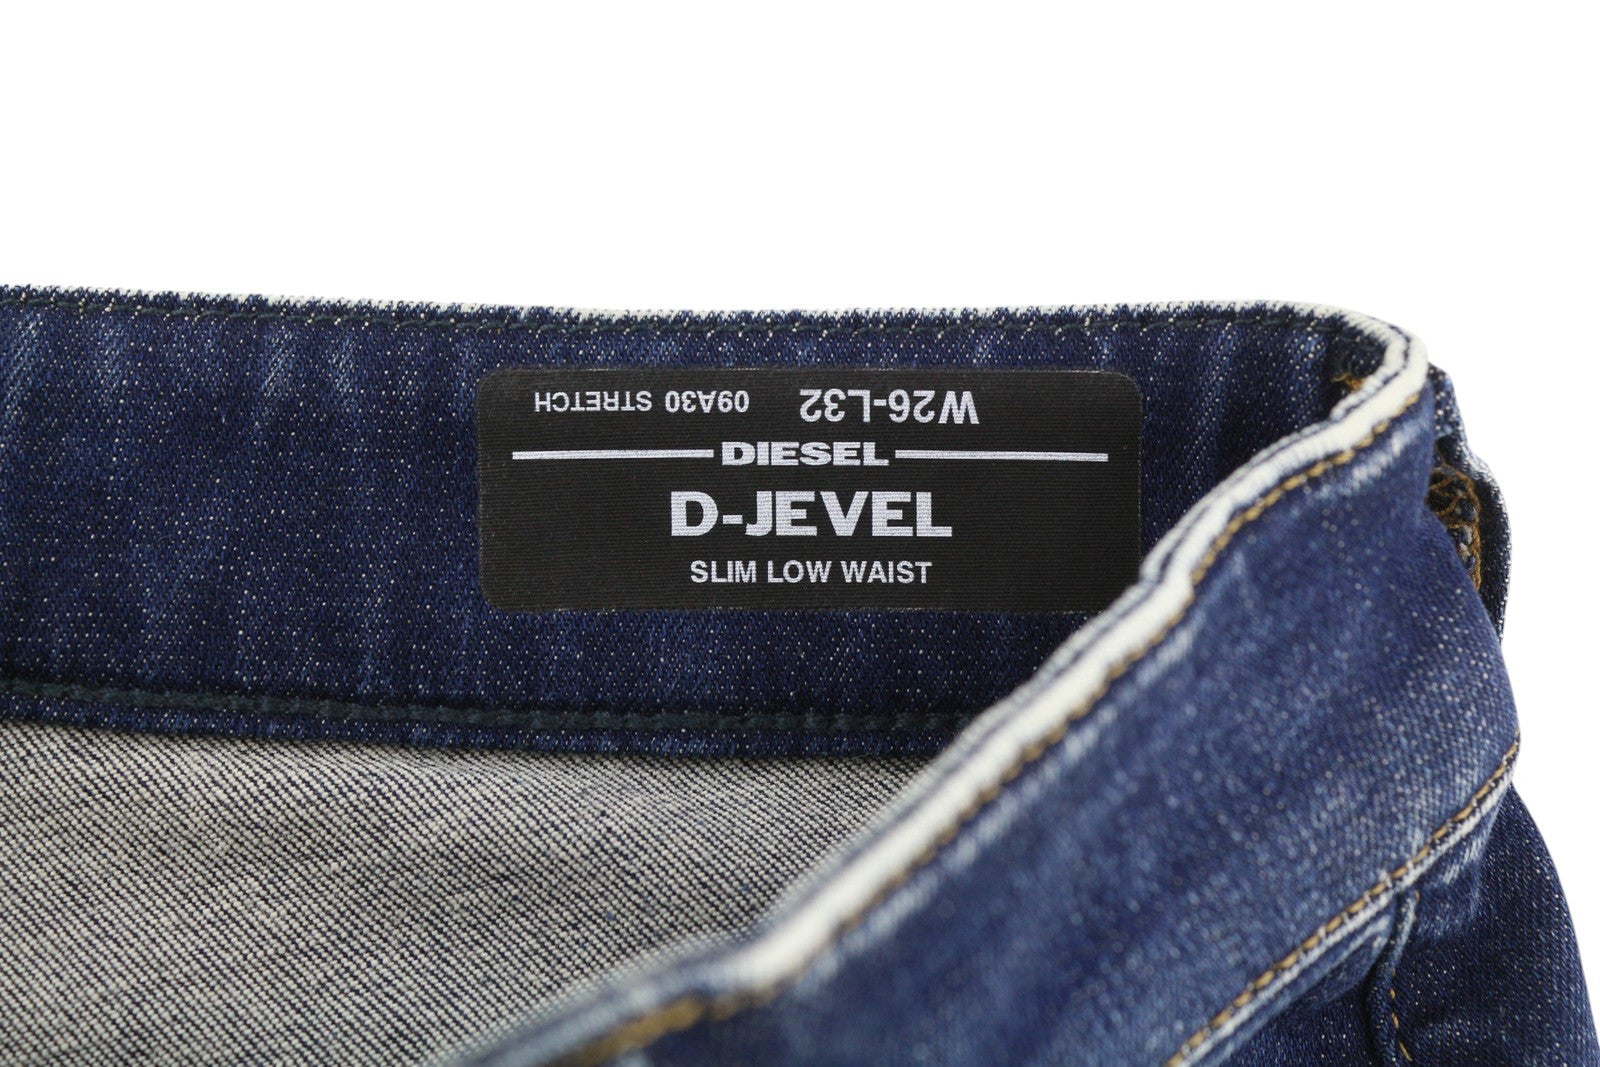 W26-L32 09A30 STRETCH
DIESEL
D-JEVEL
SLIM LOW WAIST